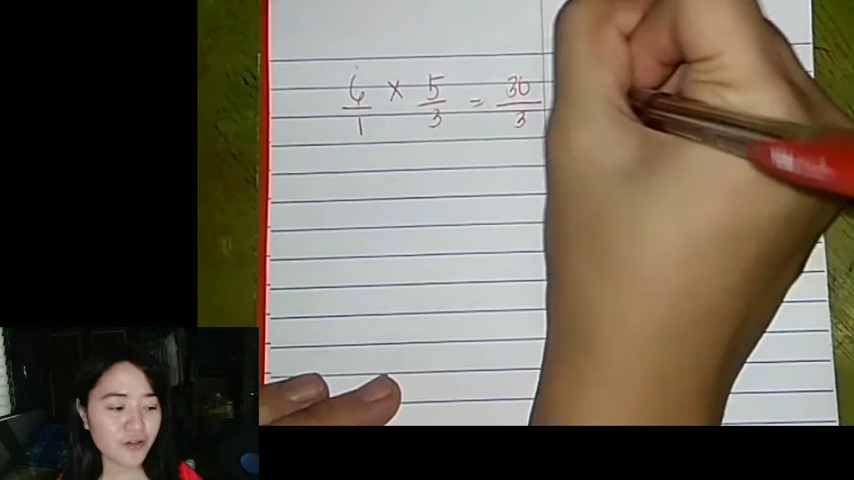 6/1 × 5/3 = 30/3